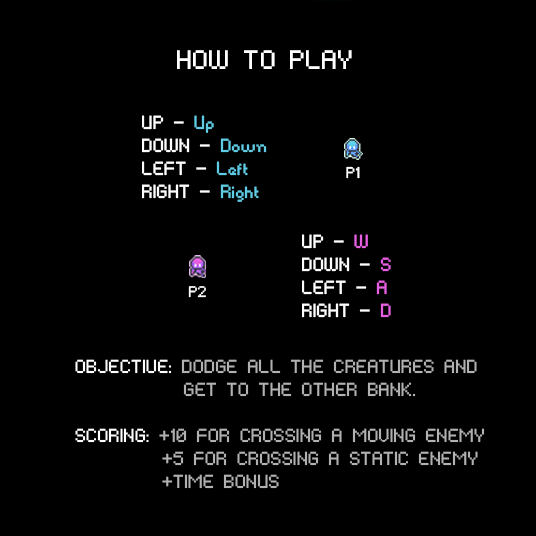 HOW TO PLAY
UP - Up
DOWN - Down
LEFT - Left
RIGHT - Right
P1
UP - W
DOWN - S
LEFT - A
RIGHT - D
P2
OBJECTIVE: DODGE ALL THE CREATURES AND
GET TO THE OTHER BANK.
SCORING: +10 FOR CROSSING A MOVING ENEMY
+5 FOR CROSSING A STATIC ENEMY
+TIME BONUS